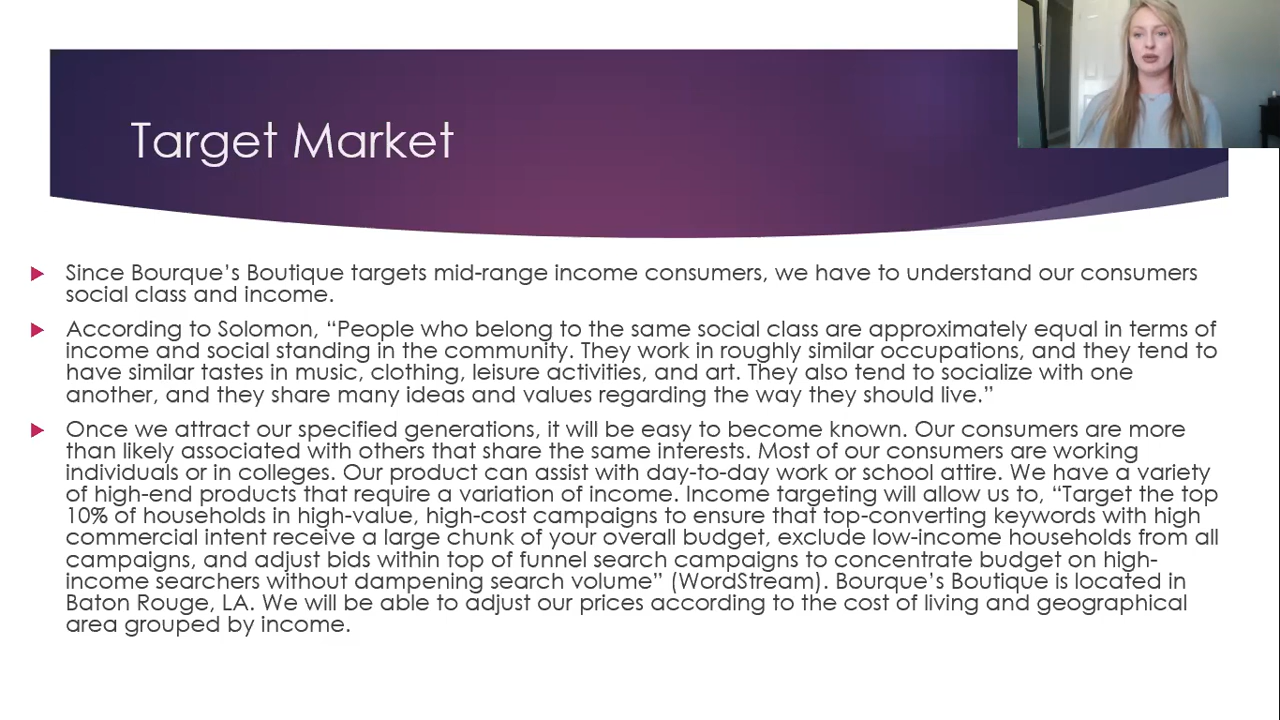 Target Market
Since Bourque’s Boutique targets mid-range income consumers, we have to understand our consumers
social class and income.
According to Solomon, “People who belong to the same social class are approximately equal in terms of
income and social standing in the community. They work in roughly similar occupations, and they tend to
have similar tastes in music, clothing, leisure activities, and art. They also tend to socialize with one
another, and they share many ideas and values regarding the way they should live.”
Once we attract our specified generations, it will be easy to become known. Our consumers are more
than likely associated with others that share the same interests. Most of our consumers are working
individuals or in colleges. Our product can assist with day-to-day work or school attire. We have a variety
of high-end products that require a variation of income. Income targeting will allow us to, “Target the top
10% of households in high-value, high-cost campaigns to ensure that top-converting keywords with high
commercial intent receive a large chunk of your overall budget, exclude low-income households from all
campaigns, and adjust bids within top of funnel search campaigns to concentrate budget on high-
income searchers without dampening search volume” (WordStream). Bourque’s Boutique is located in
Baton Rouge, LA. We will be able to adjust our prices according to the cost of living and geographical
area grouped by income.